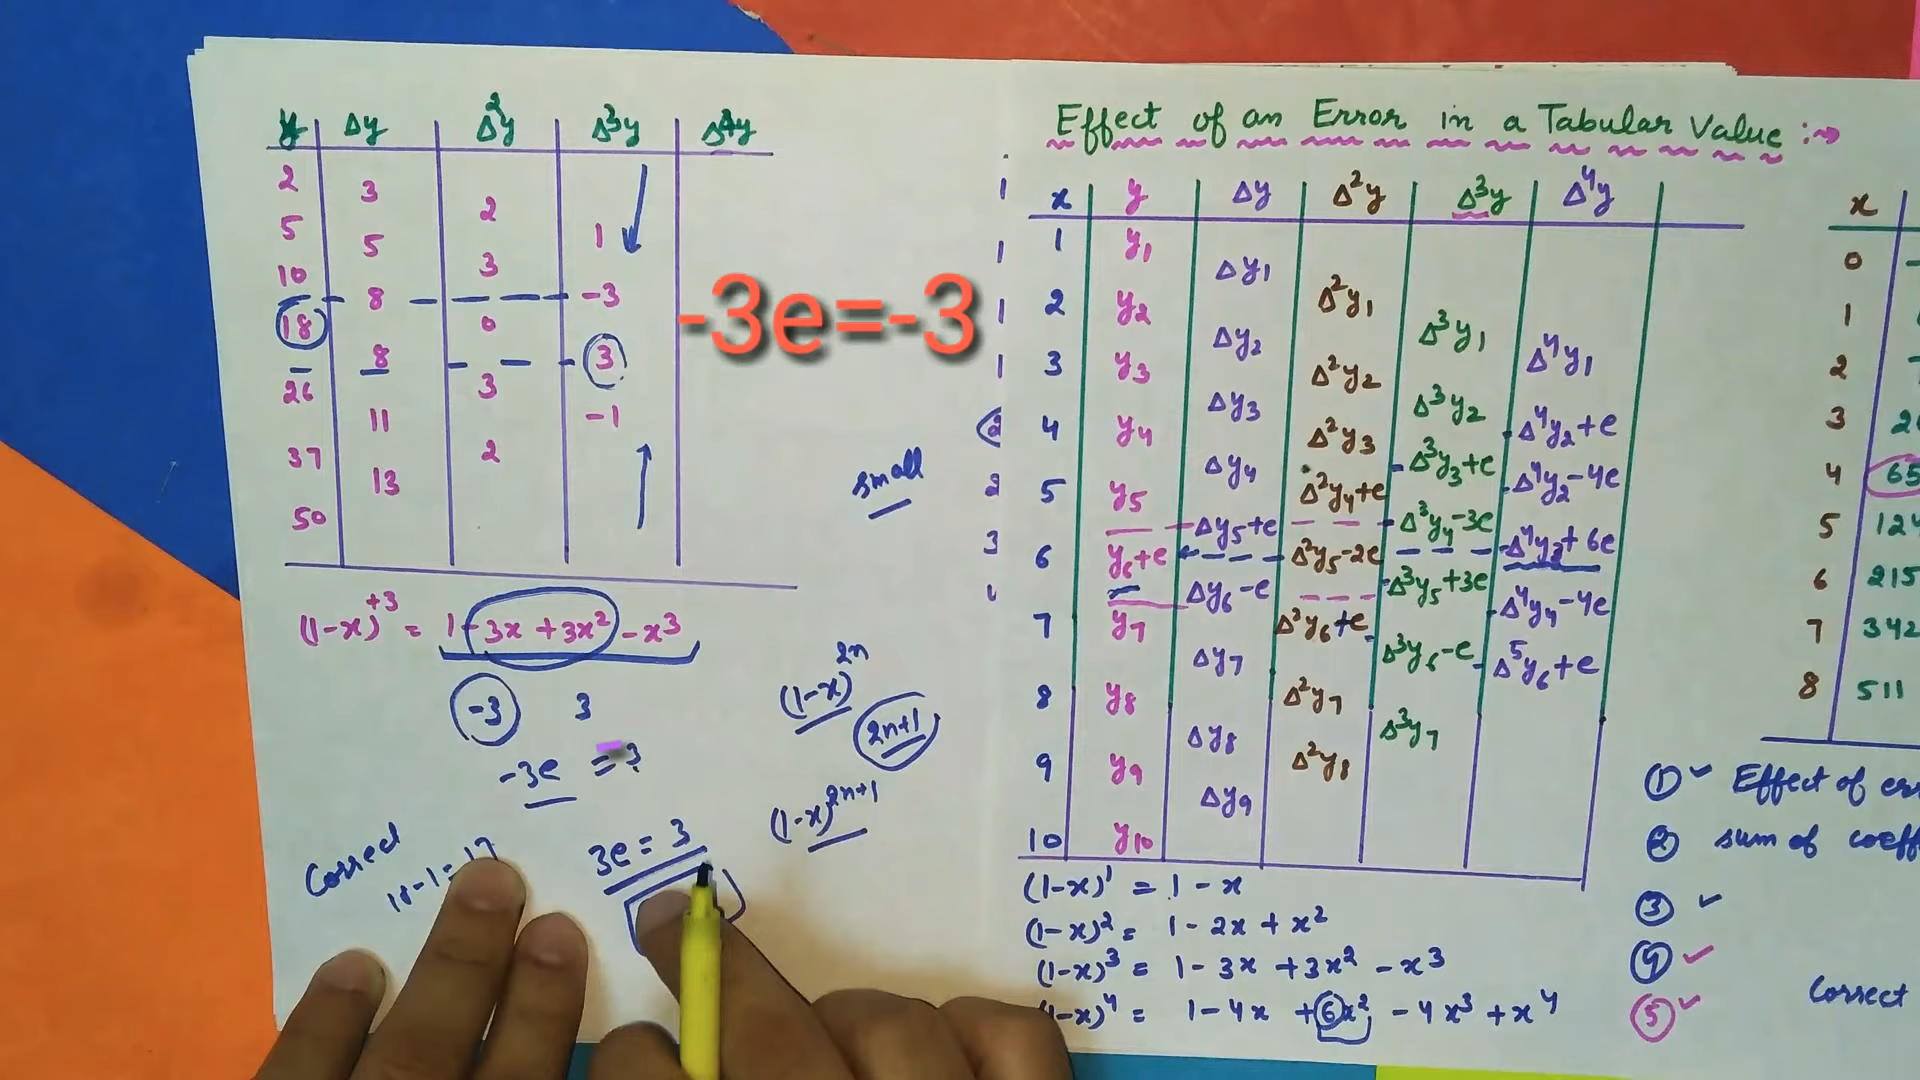 y Δy Δ²y Δ³y Δ⁴y
2
3
2
5
1
5
3
10
-3
8
18
0
3
8
26
3
-1
11
37
2
13
50
-3e=-3
small
(1-x)⁺³ = 1-3x+3x²-x³
-3 3
-3e = -3
3e = 3
Correct
18-1=17
(1-x)²ⁿ
2n+1
(1-x)²ⁿ⁺¹
Effect of an Error in a Tabular Value :→
x y Δy Δ²y Δ³y Δ⁴y
1 y₁
Δy₁
2 y₂ Δ²y₁
Δy₂ Δ³y₁
3 y₃ Δ²y₂ Δ⁴y₁
Δy₃ Δ³y₂
4 y₄ Δ²y₃ Δ⁴y₂+e
Δy₄ Δ³y₃+e
5 y₅ Δ²y₄+e Δ⁴y₂-4e
Δy₅+e Δ³y₄-3e
6 y₆+e Δ²y₅-2e Δ⁴y₃+6e
Δy₆-e Δ³y₅+3e
7 y₇ Δ²y₆+e Δ⁴y₄-4e
Δy₇ Δ³y₆-e Δ⁵y₆+e
8 y₈ Δ²y₇
Δy₈ Δ³y₇
9 y₉ Δ²y₈
Δy₉
10 y₁₀
(1-x)¹ = 1-x
(1-x)² = 1-2x+x²
(1-x)³ = 1-3x+3x²-x³
1-x)⁴ = 1-4x+6x²-4x³+x⁴
x
0
1
2
3
4 65
5 124
6 215
7 342
8 511
① ✓ Effect of
② sum of
③ ✓
④ ✓
⑤ ✓
Correct